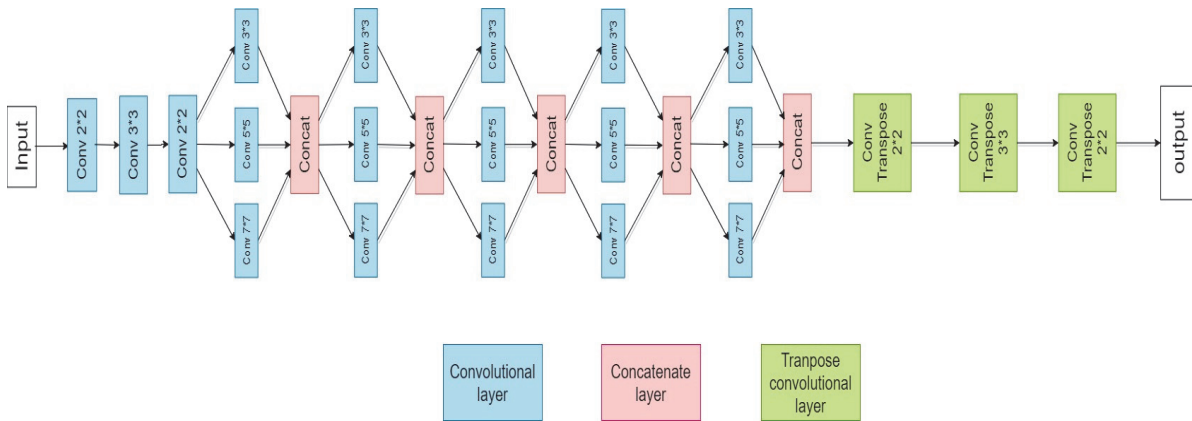 Input
Conv 2*2
Conv 3*3
Conv 2*2
Conv 3*3
Conv 5*5
Conv 7*7
Concat
Conv 3*3
Conv 5*5
Conv 7*7
Concat
Conv 3*3
Conv 5*5
Conv 7*7
Concat
Conv 3*3
Conv 5*5
Conv 7*7
Concat
Conv 3*3
Conv 5*5
Conv 7*7
Concat
Conv
Transpose
2*2
Conv
Transpose
3*3
Conv
Transpose
2*2
output
Convolutional
layer
Concatenate
layer
Tranpose
convolutional
layer